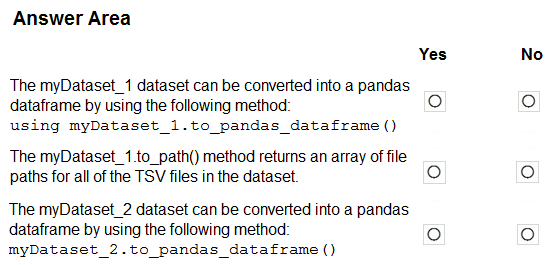 Answer Area
Yes No
The myDataset_1 dataset can be converted into a pandas
dataframe by using the following method:
using myDataset_1.to_pandas_dataframe()
The myDataset_1.to_path() method returns an array of file
paths for all of the TSV files in the dataset.
The myDataset_2 dataset can be converted into a pandas
dataframe by using the following method:
myDataset_2.to_pandas_dataframe()